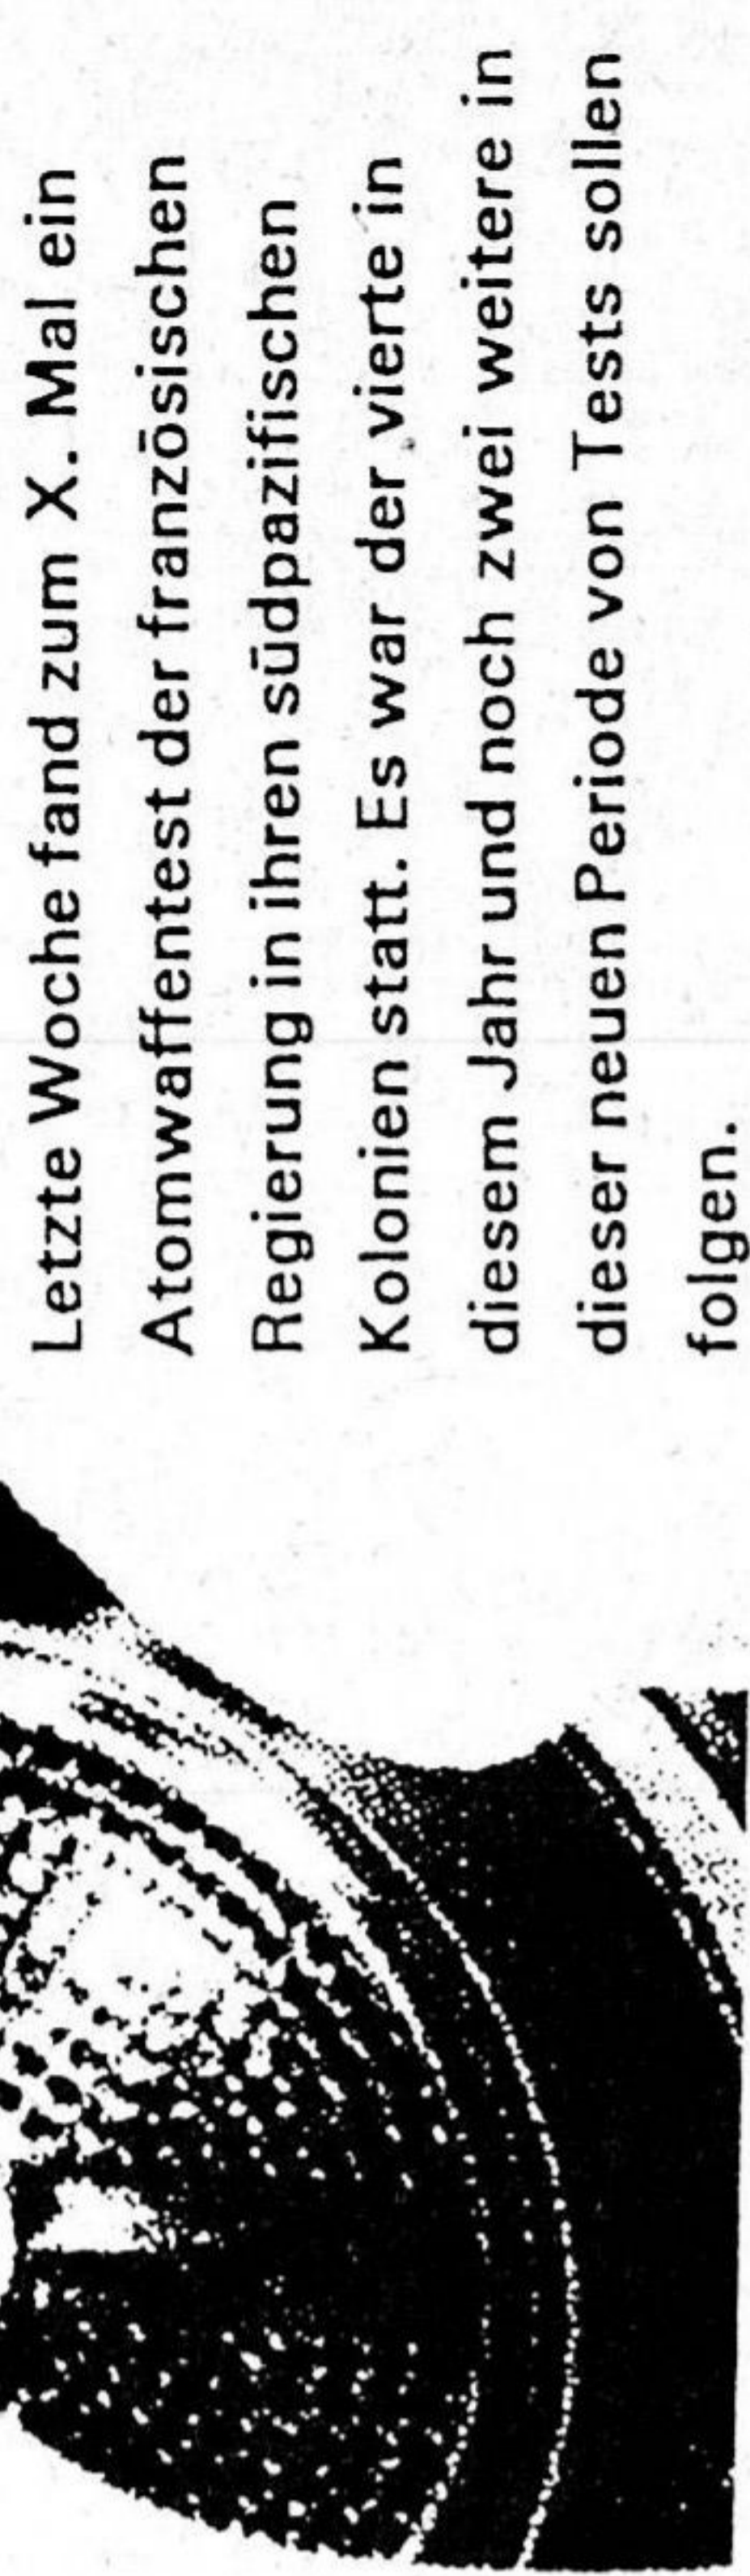 Letzte Woche fand zum X. Mal ein
Atomwaffentest der französischen
Regierung in ihren südpazifischen
Kolonien statt. Es war der vierte in
diesem Jahr und noch zwei weitere in
dieser neuen Periode von Tests sollen
folgen.